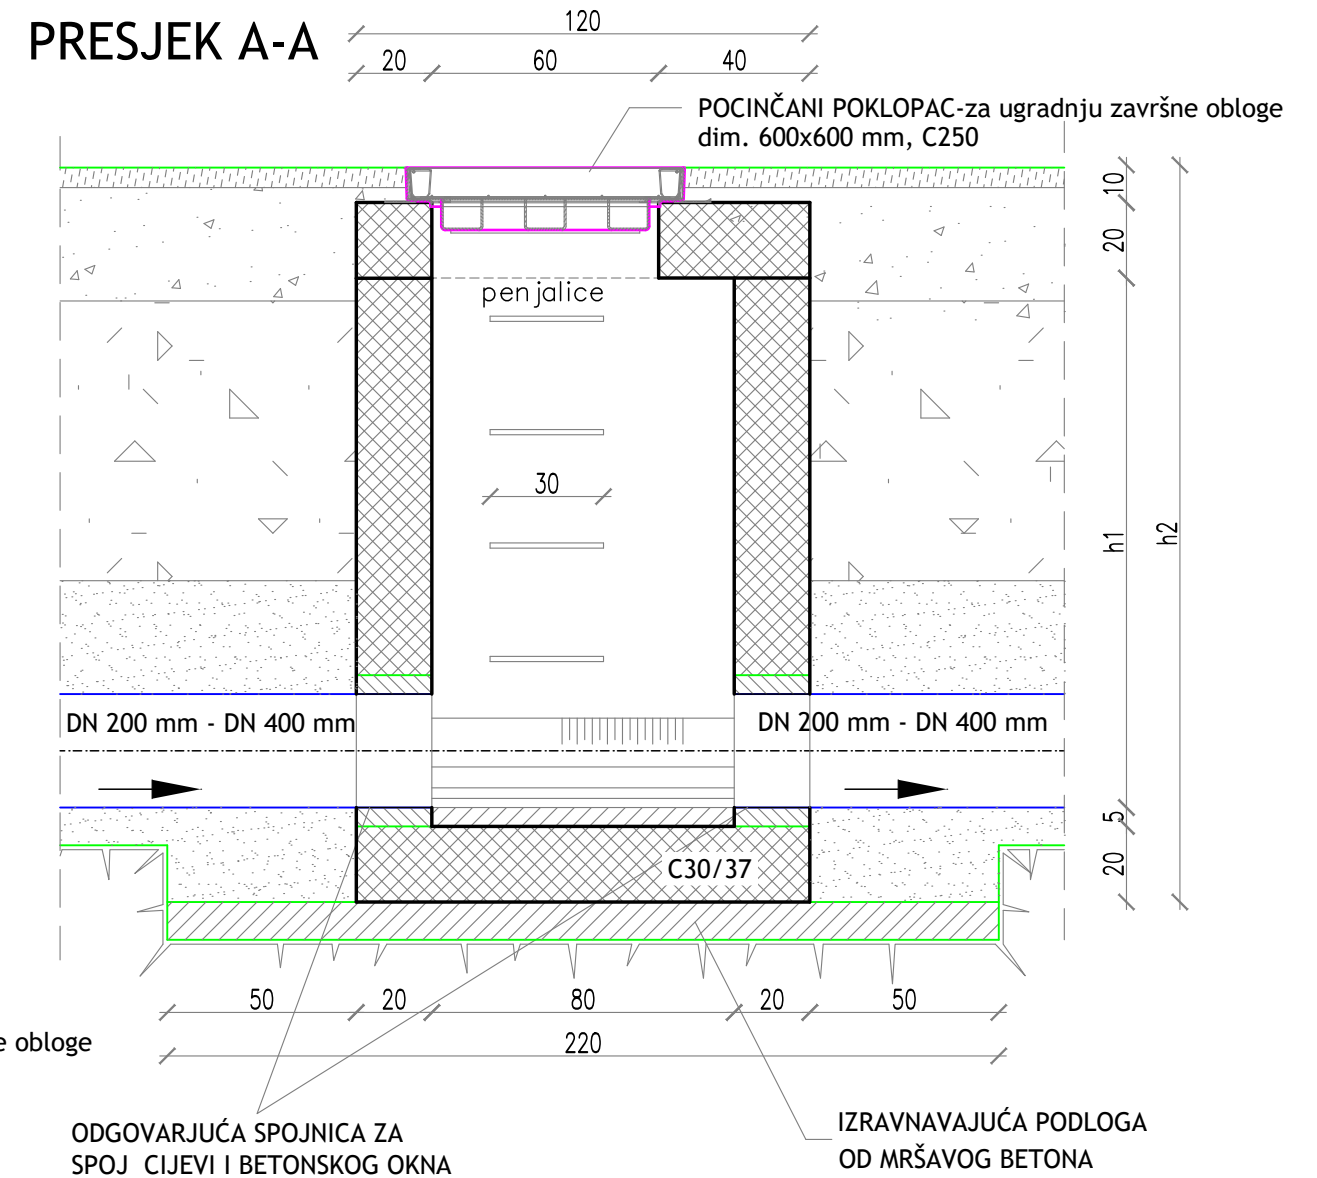 PRESJEK A-A
120
20 60 40
POCINČANI POKLOPAC-za ugradnju završne obloge
dim. 600x600 mm, C250
10
20
penjalice
30
h1
h2
DN 200 mm - DN 400 mm
DN 200 mm - DN 400 mm
5
20
C30/37
50 20 80 20 50
220
e obloge
ODGOVARJUĆA SPOJNICA ZA
SPOJ CIJEVI I BETONSKOG OKNA
IZRAVNAVAJUĆA PODLOGA
OD MRŠAVOG BETONA